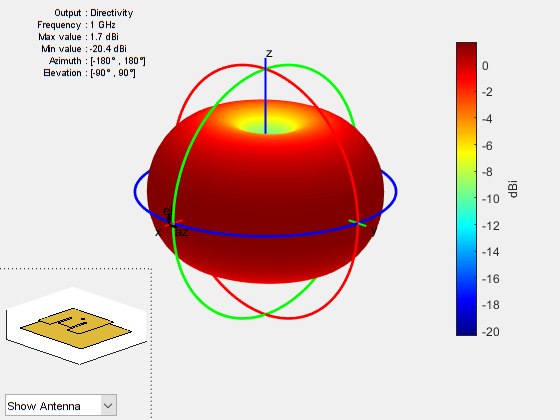 Output : Directivity
Frequency : 1 GHz
Max value : 1.7 dBi
Min value : -20.4 dBi
Azimuth : [-180° , 180°]
Elevation : [-90° , 90°]
z
x
az
y
0
-2
-4
-6
-8
-10
-12
-14
-16
-18
-20
dBi
Show Antenna